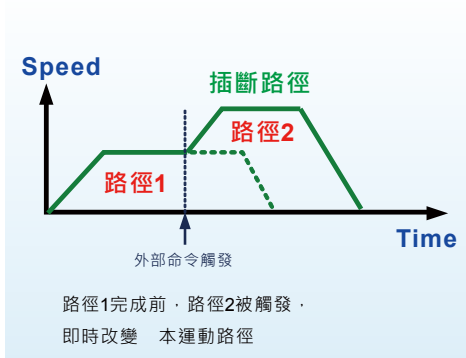 Speed
插斷路徑
路徑2
路徑1
Time
外部命令觸發
路徑1完成前，路徑2被觸發，
即時改變　本運動路徑